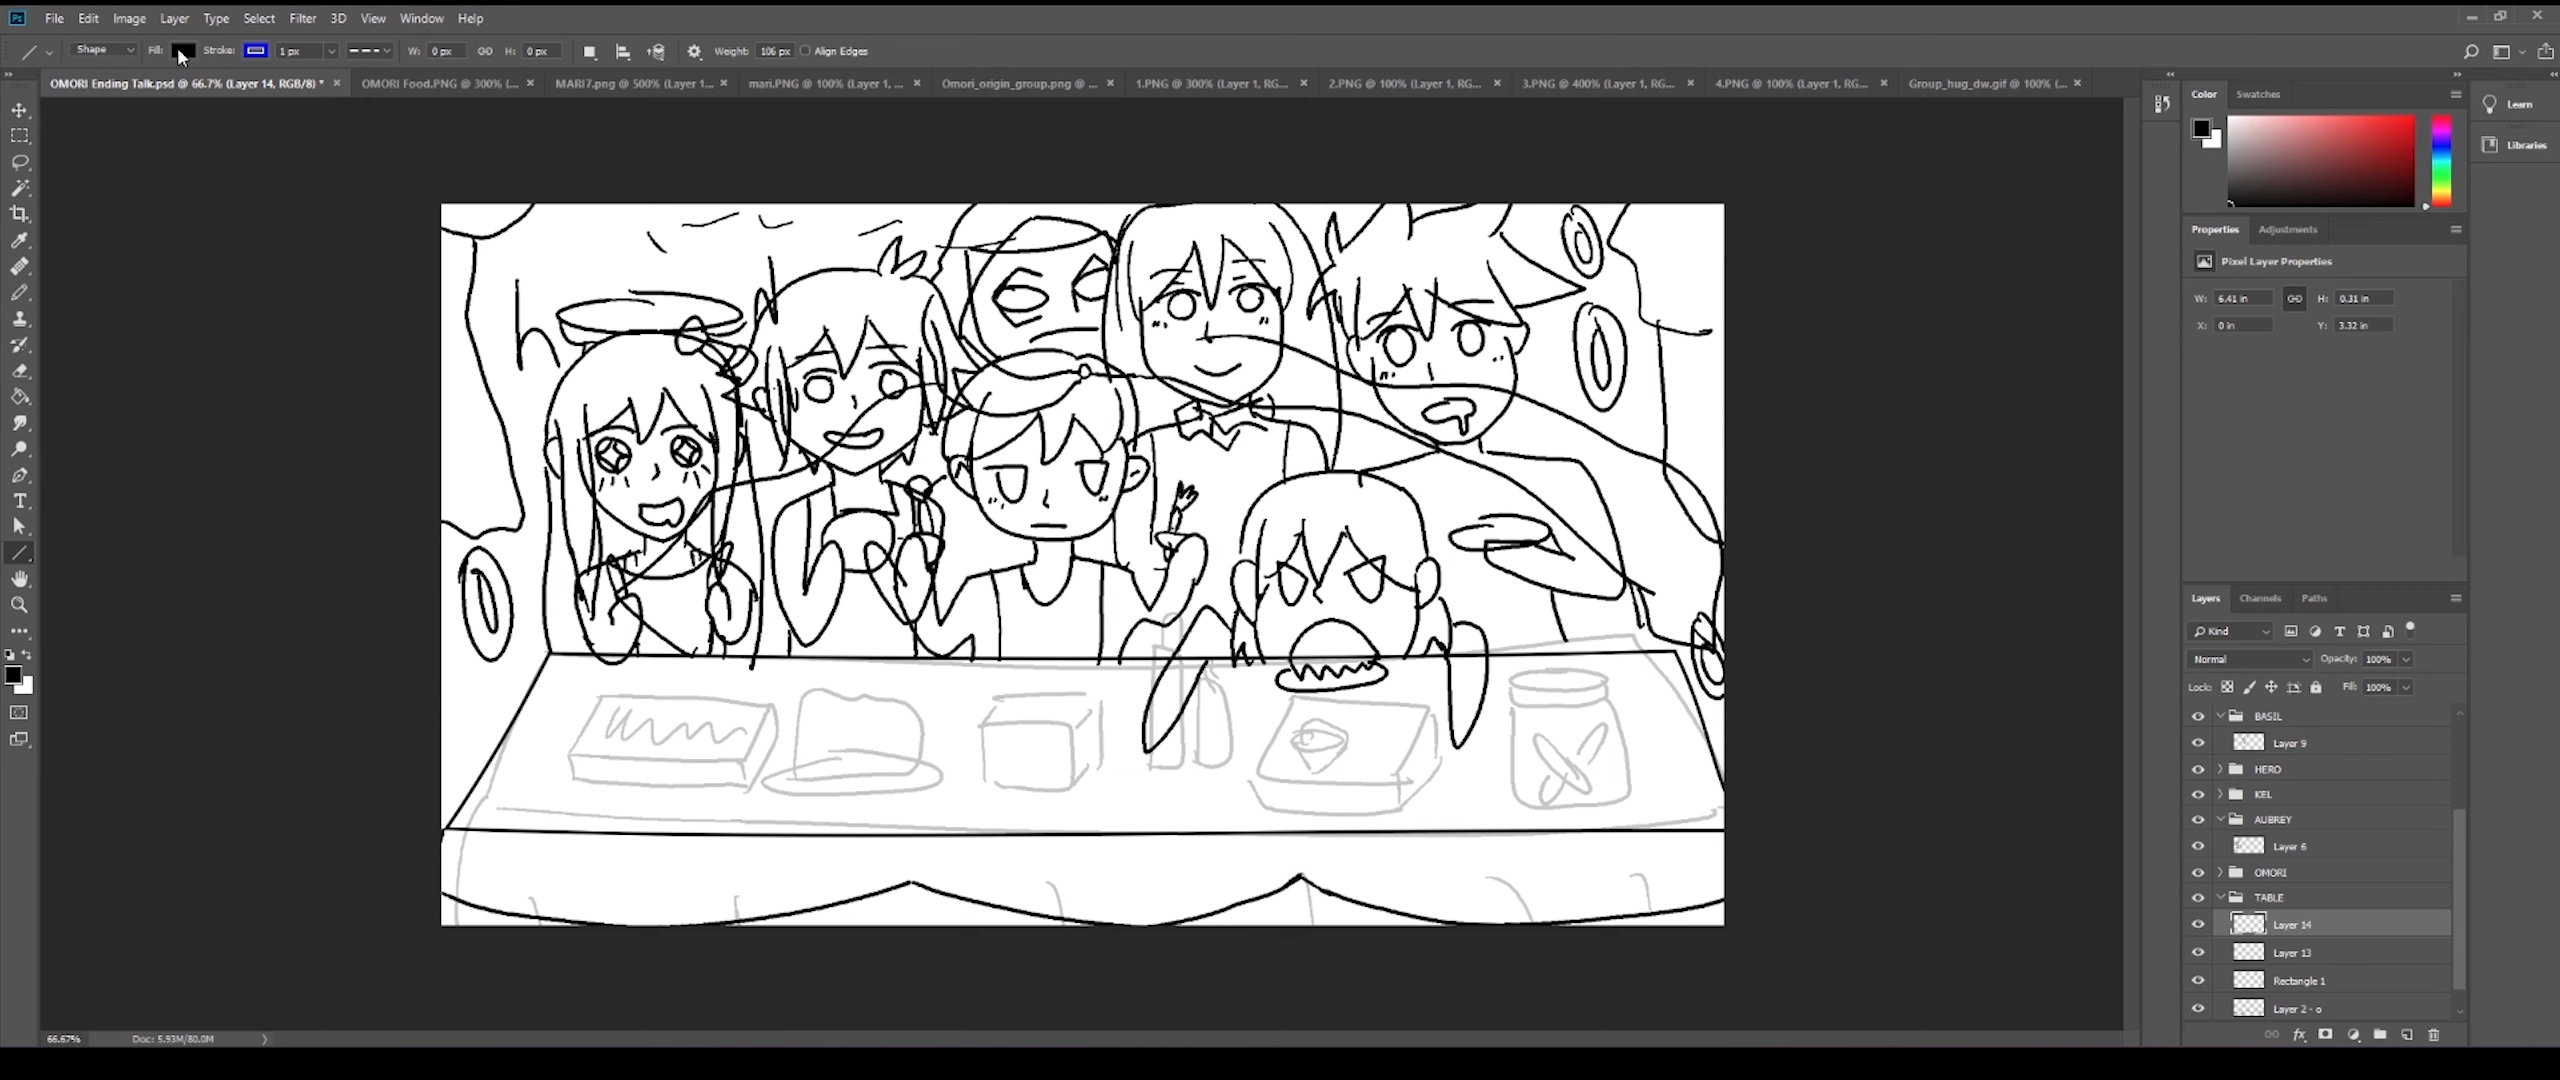 Ps File Edit Image Layer Type Select Filter 3D View Window Help
Shape Fill: Stroke: 1 px W: 0 px H: 0 px Weight: 106 px Align Edges
OMORI Ending Talk.psd @ 66.7% (Layer 14, RGB/8) * × OMORI Food.PNG @ 300% (... × MARI7.png @ 500% (Layer 1... × mari.PNG @ 100% (Layer 1, ... × Omori_origin_group.png @ ... × 1.PNG @ 300% (Layer 1, RG... × 2.PNG @ 100% (Layer 1, RG... × 3.PNG @ 400% (Layer 1, RG... × 4.PNG @ 100% (Layer 1, RG... × Group_hug_dw.gif @ 100% (... ×
Color Swatches
Learn
Libraries
Properties Adjustments
Pixel Layer Properties
W: 6.41 in H: 0.31 in
X: 0 in Y: 3.32 in
Layers Channels Paths
Kind
Normal Opacity: 100%
Lock: Fill: 100%
BASIL
Layer 9
HERO
KEL
AUBREY
Layer 6
OMORI
TABLE
Layer 14
Layer 13
Rectangle 1
Layer 2 - o
fx
66.67% Doc: 5.93M/80.0M